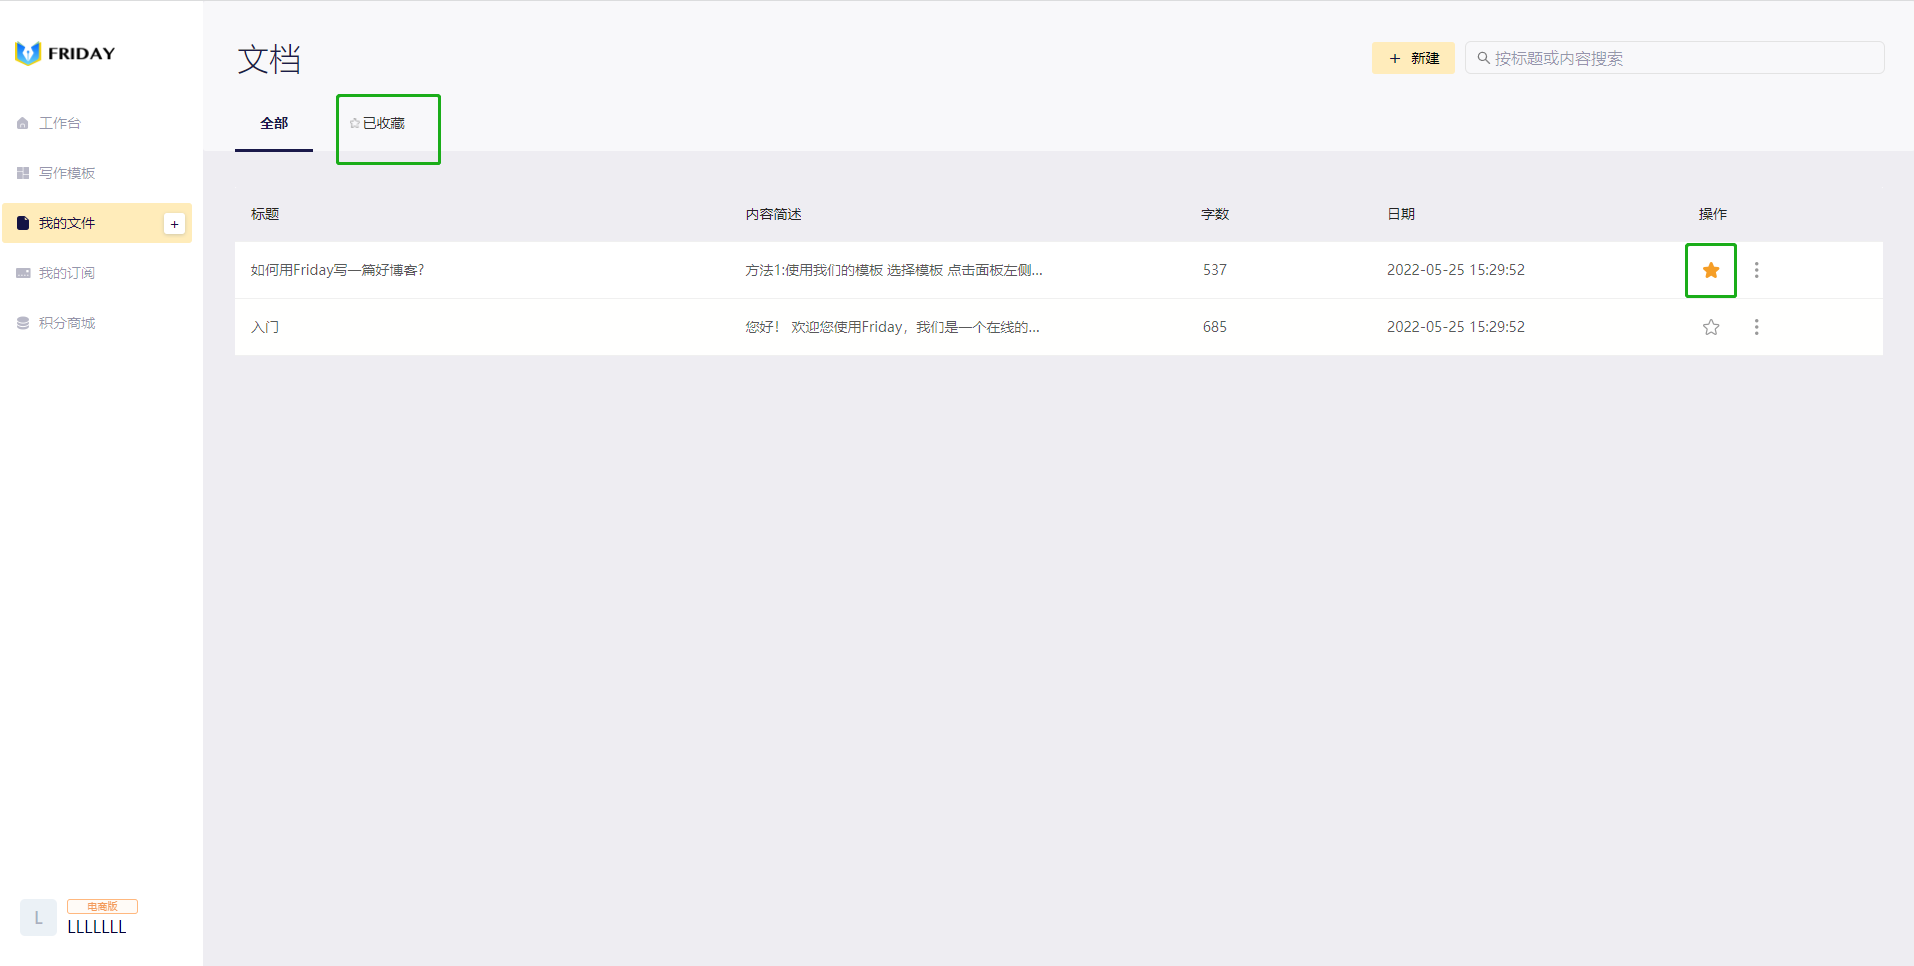 FRIDAY
工作台
写作模板
我的文件 +
我的订阅
积分商城
L
电商版
LLLLLLL
文档
+ 新建
按标题或内容搜索
全部 已收藏
标题 内容简述 字数 日期 操作
如何用Friday写一篇好博客? 方法1:使用我们的模板 选择模板 点击面板左侧... 537 2022-05-25 15:29:52
入门 您好！ 欢迎您使用Friday，我们是一个在线的... 685 2022-05-25 15:29:52